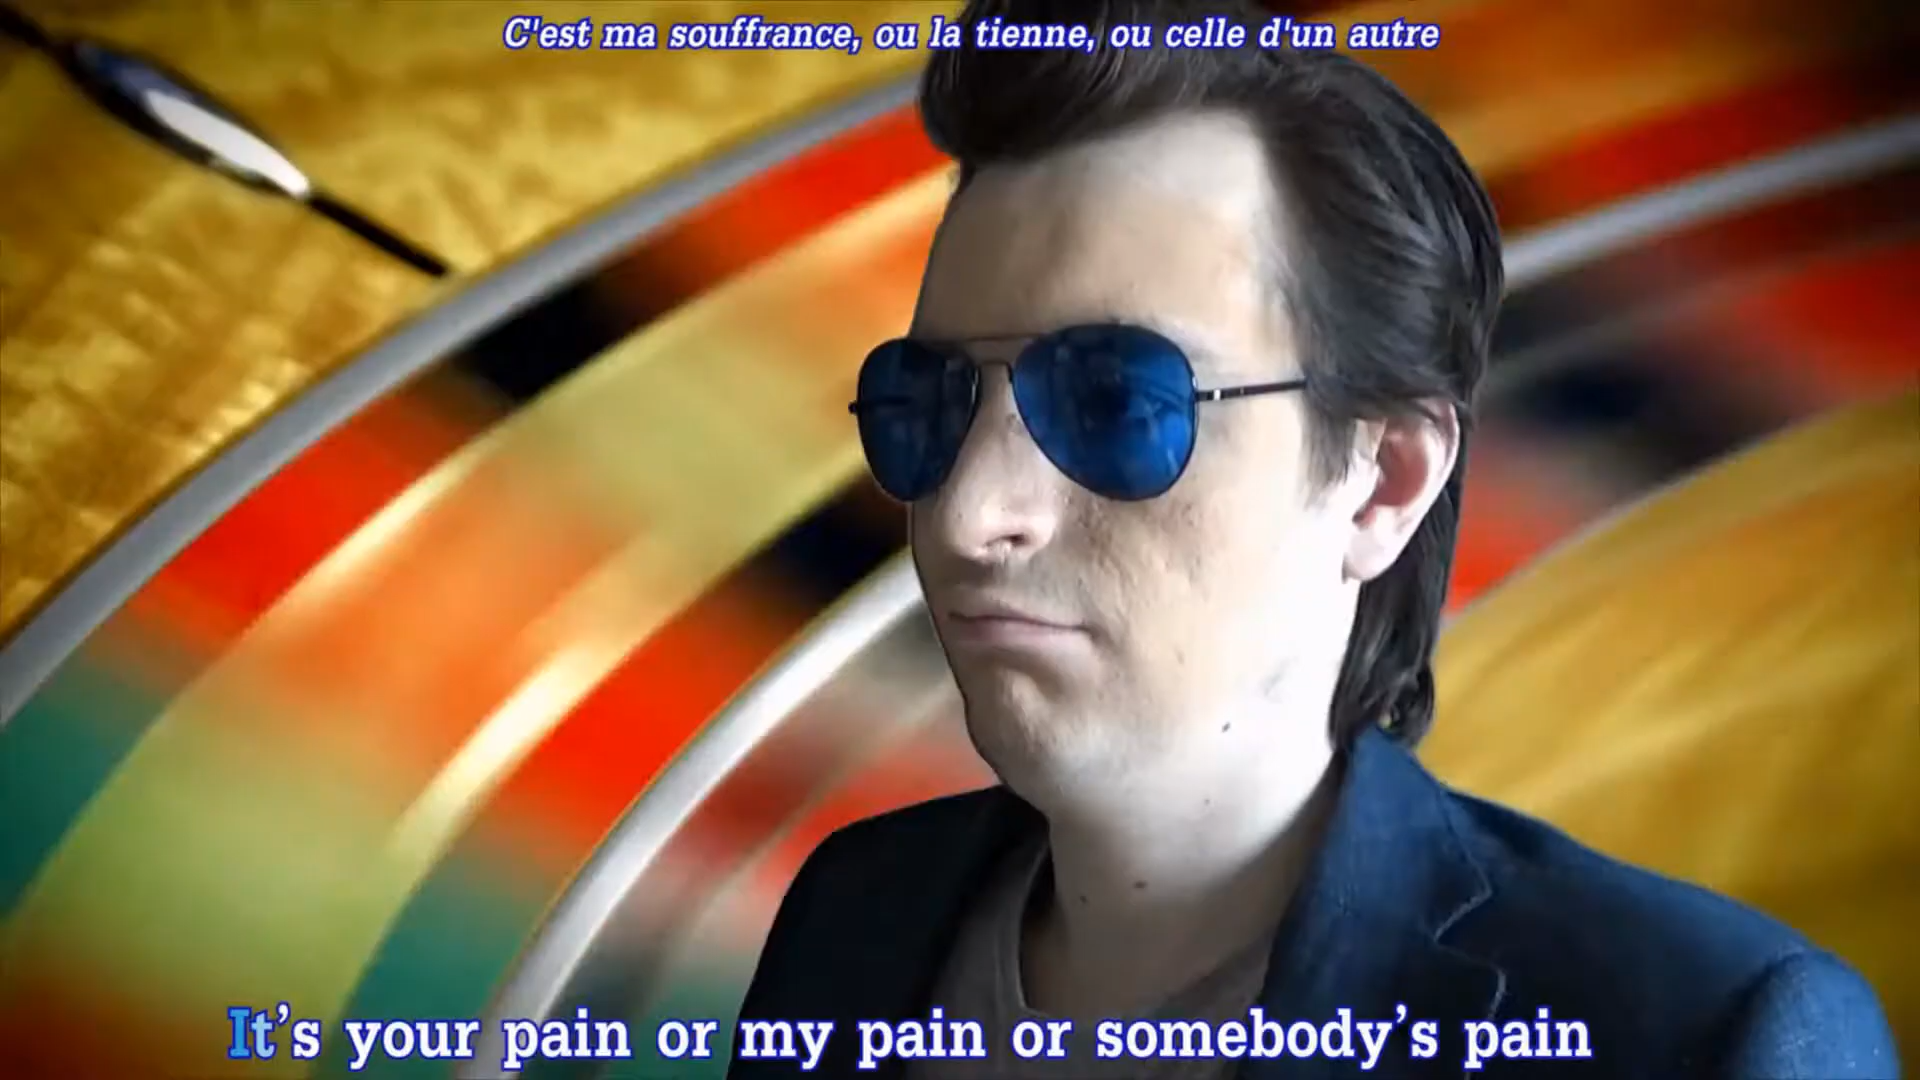 C'est ma souffrance, ou la tienne, ou celle d'un autre
It’s your pain or my pain or somebody’s pain